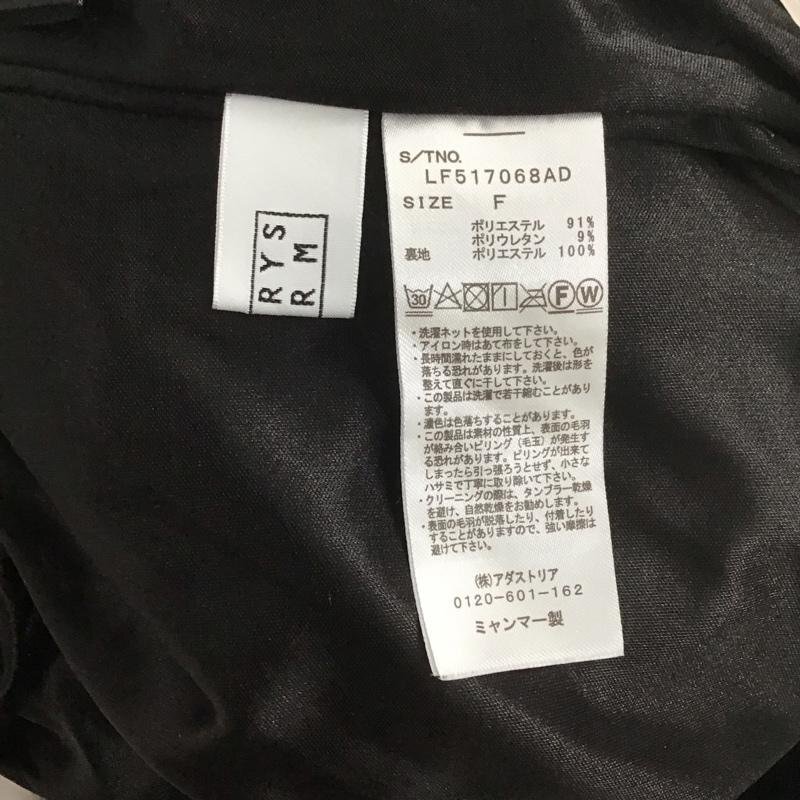 RYS
RM
S/TNO.
LF517068AD
SIZE F
ポリエステル 91%
ポリウレタン 9%
裏地 ポリエステル 100%
30 F W
・洗濯ネットを使用して下さい。
・アイロン時はあて布をして下さい。
・長時間濡れたままにしておくと、色が
落ちる恐れがあります。洗濯後は形を
整えて直ぐに干して下さい。
・この製品は洗濯で若干縮むことがあり
ます。
・濃色は色落ちすることがあります。
・この製品は素材の性質上、表面の毛羽
が絡み合いピリング（毛玉）が発生す
る恐れがあります。ピリングが出来て
しまったら引っ張ろうとせず、小さな
ハサミで丁寧に取り除いて下さい。
・クリーニングの際は、タンブラー乾燥
を避け、自然乾燥をお勧めします。
・表面の毛羽が脱落したり、付着したり
することがありますので、強い摩擦は
避けて下さい。
(株)アダストリア
0120-601-162
ミャンマー製